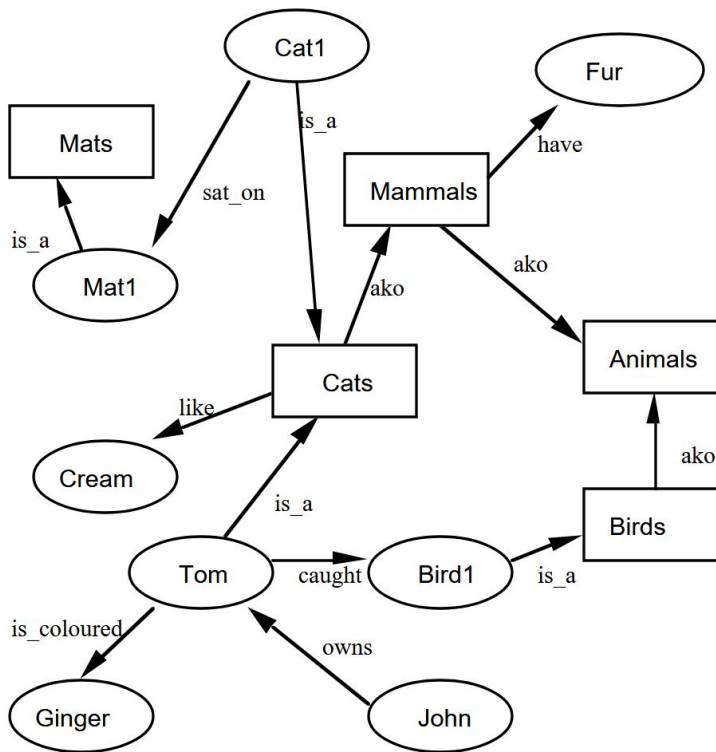 Cat1
Fur
is_a
Mats
have
Mammals
sat_on
is_a
ako
Mat1
ako
Animals
Cats
like
ako
Cream
is_a
Birds
Tom
caught
Bird1
is_a
is_coloured
owns
Ginger
John